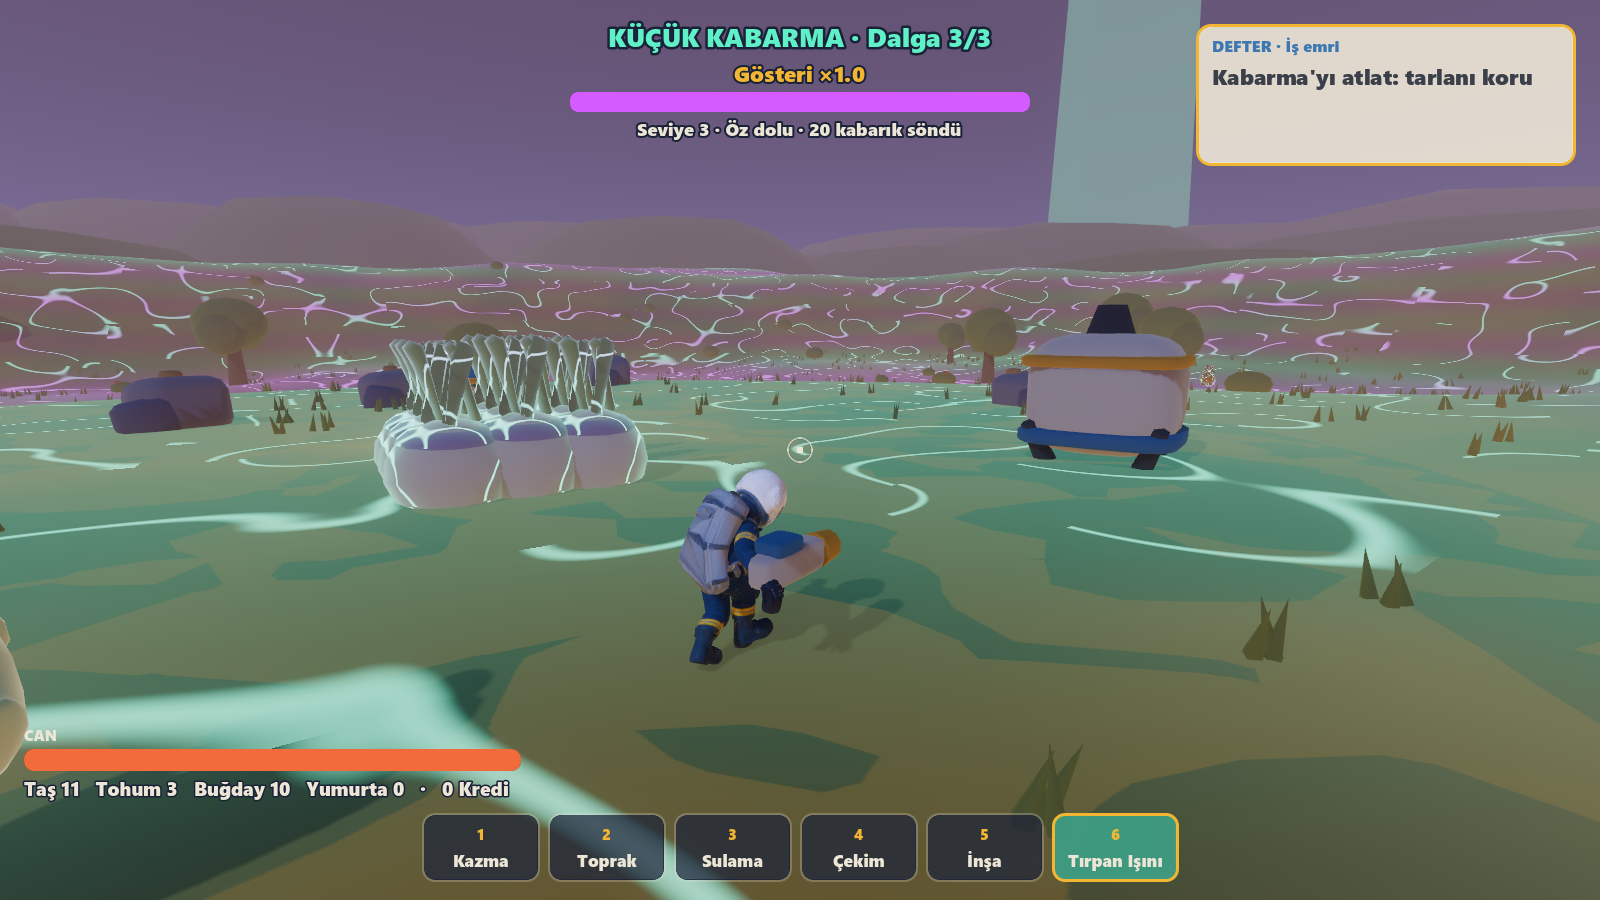 KÜÇÜK KABARMA · Dalga 3/3
Gösteri ×1.0
Seviye 3 · Öz dolu · 20 kabarık söndü
DEFTER · İş emri
Kabarma'yı atlat: tarlanı koru
CAN
Taş 11 Tohum 3 Buğday 10 Yumurta 0 · 0 Kredi
1
Kazma
2
Toprak
3
Sulama
4
Çekim
5
İnşa
6
Tırpan Işını